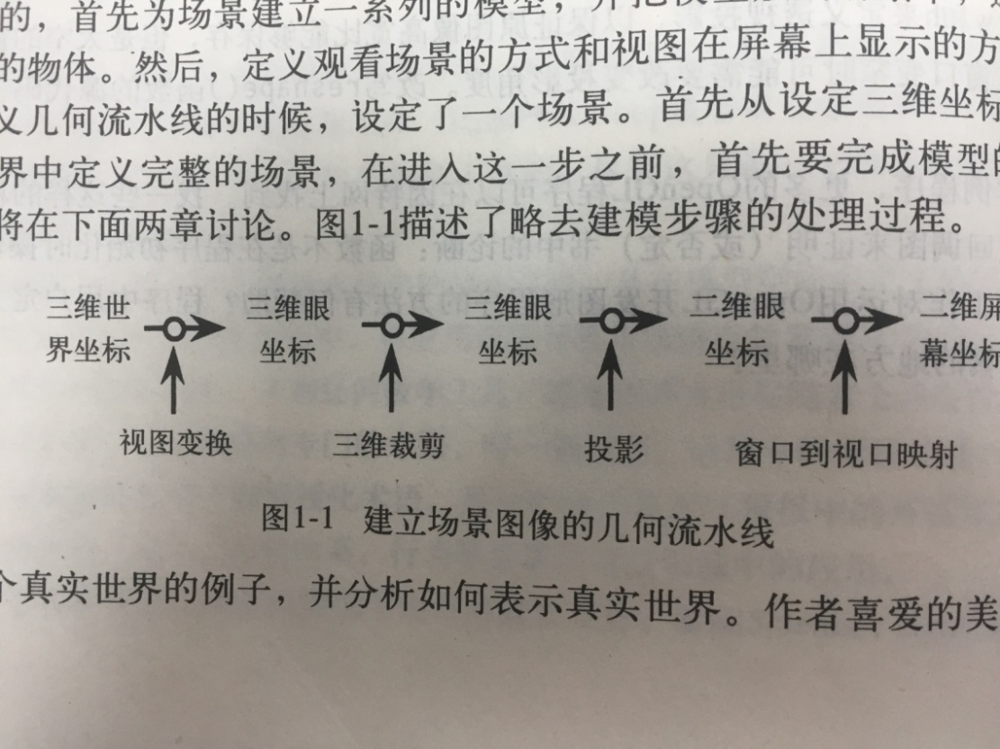 的，首先为场景建立一系列的模型，并把模型
的物体。然后，定义观看场景的方式和视图在屏幕上显示的方
义几何流水线的时候，设定了一个场景。首先从设定三维坐标
界中定义完整的场景，在进入这一步之前，首先要完成模型的
将在下面两章讨论。图1-1描述了略去建模步骤的处理过程。
三维世 三维眼 三维眼 二维眼 二维屏
界坐标 坐标 坐标 坐标 幕坐标
视图变换 三维裁剪 投影 窗口到视口映射
图1-1 建立场景图像的几何流水线
个真实世界的例子，并分析如何表示真实世界。作者喜爱的美